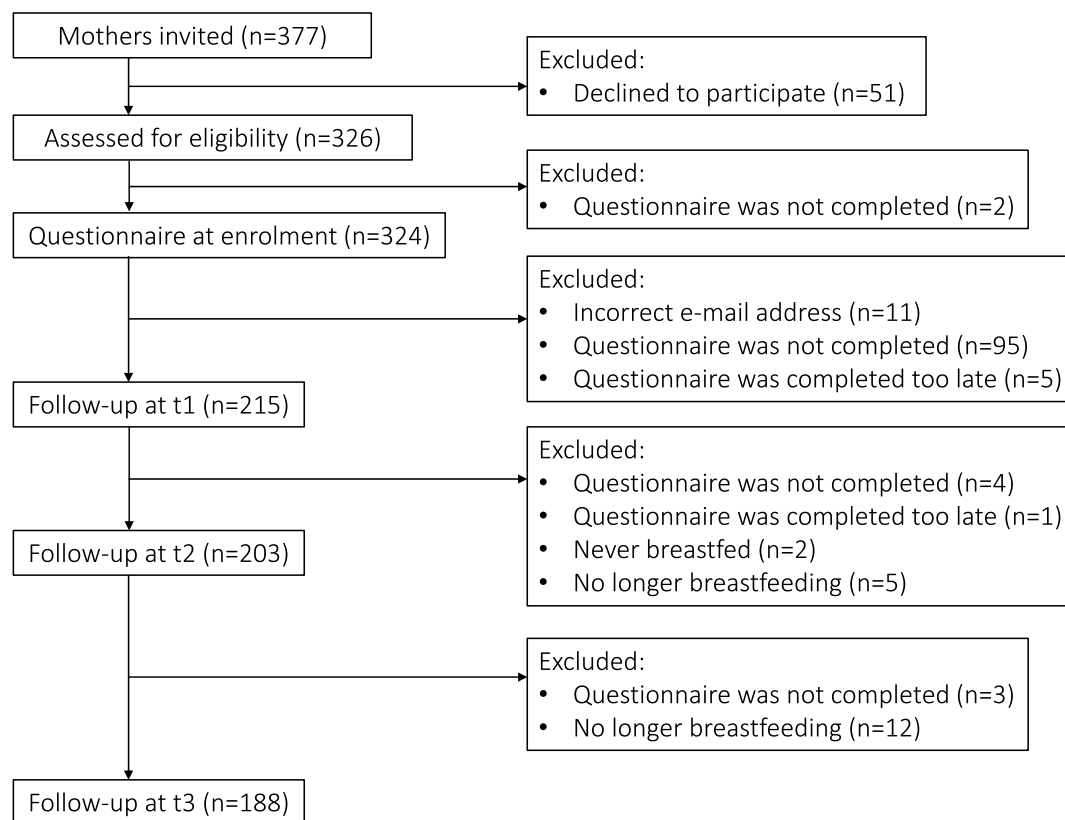 Mothers invited (n=377)
Excluded:
• Declined to participate (n=51)
Assessed for eligibility (n=326)
Excluded:
• Questionnaire was not completed (n=2)
Questionnaire at enrolment (n=324)
Excluded:
• Incorrect e-mail address (n=11)
• Questionnaire was not completed (n=95)
• Questionnaire was completed too late (n=5)
Follow-up at t1 (n=215)
Excluded:
• Questionnaire was not completed (n=4)
• Questionnaire was completed too late (n=1)
• Never breastfed (n=2)
• No longer breastfeeding (n=5)
Follow-up at t2 (n=203)
Excluded:
• Questionnaire was not completed (n=3)
• No longer breastfeeding (n=12)
Follow-up at t3 (n=188)